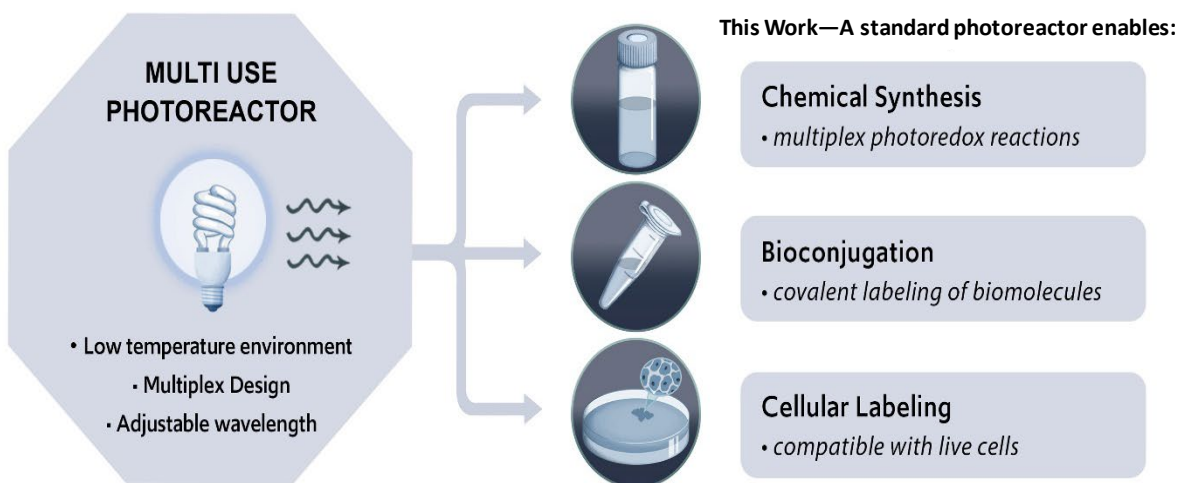 MULTI USE
PHOTOREACTOR
• Low temperature environment
• Multiplex Design
• Adjustable wavelength
This Work—A standard photoreactor enables:
Chemical Synthesis
• multiplex photoredox reactions
Bioconjugation
• covalent labeling of biomolecules
Cellular Labeling
• compatible with live cells